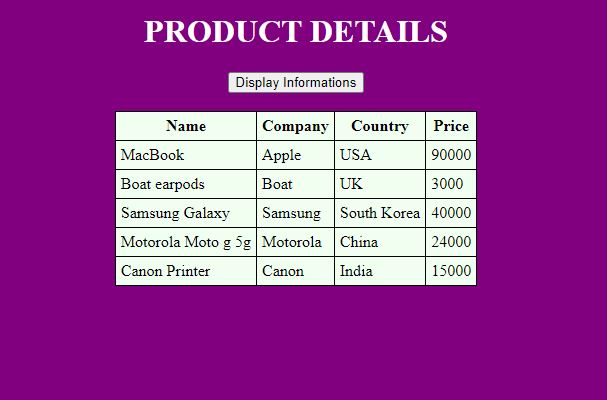 PRODUCT DETAILS
Display Informations
Name Company Country Price
MacBook Apple USA 90000
Boat earpods Boat UK 3000
Samsung Galaxy Samsung South Korea 40000
Motorola Moto g 5g Motorola China 24000
Canon Printer Canon India 15000